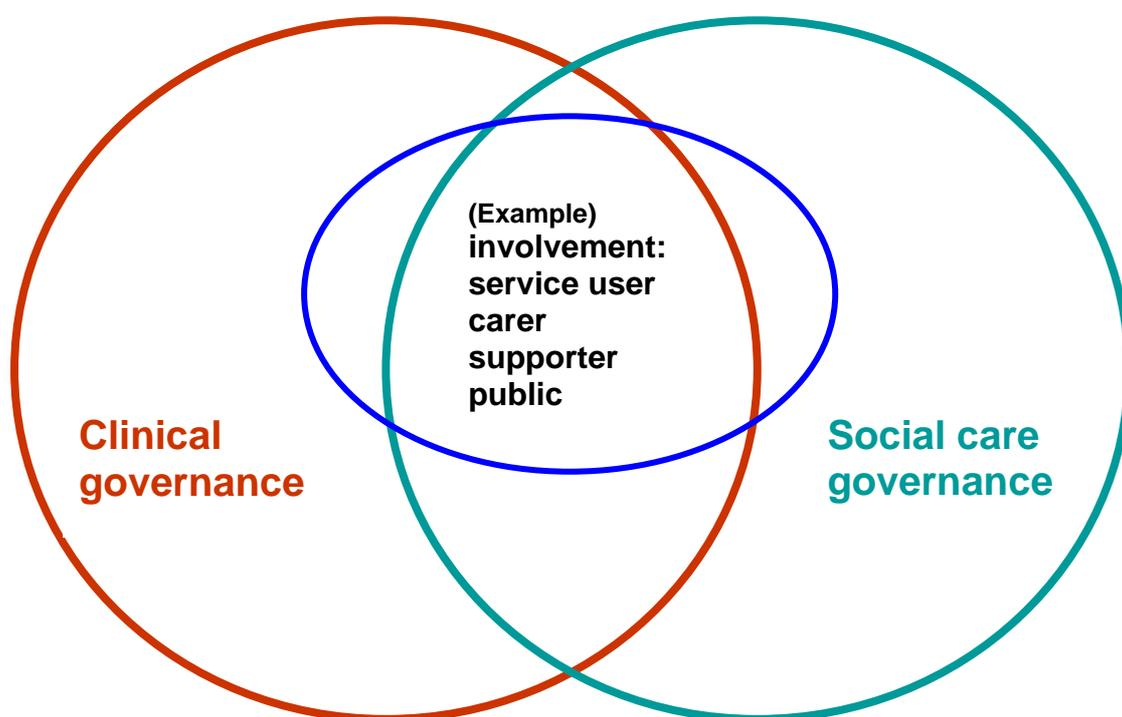 (Example)
involvement:
service user
carer
supporter
public
Clinical
governance
Social care
governance